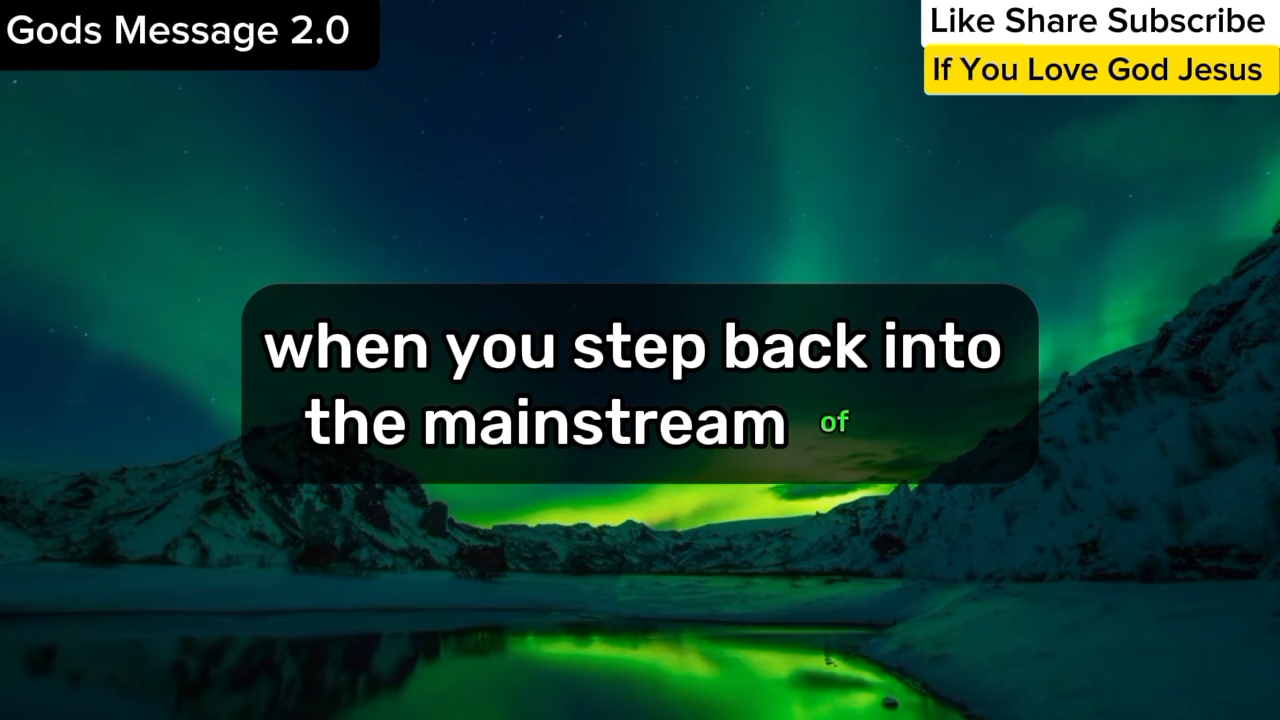 Gods Message 2.0
Like Share Subscribe
If You Love God Jesus
when you step back into
the mainstream of